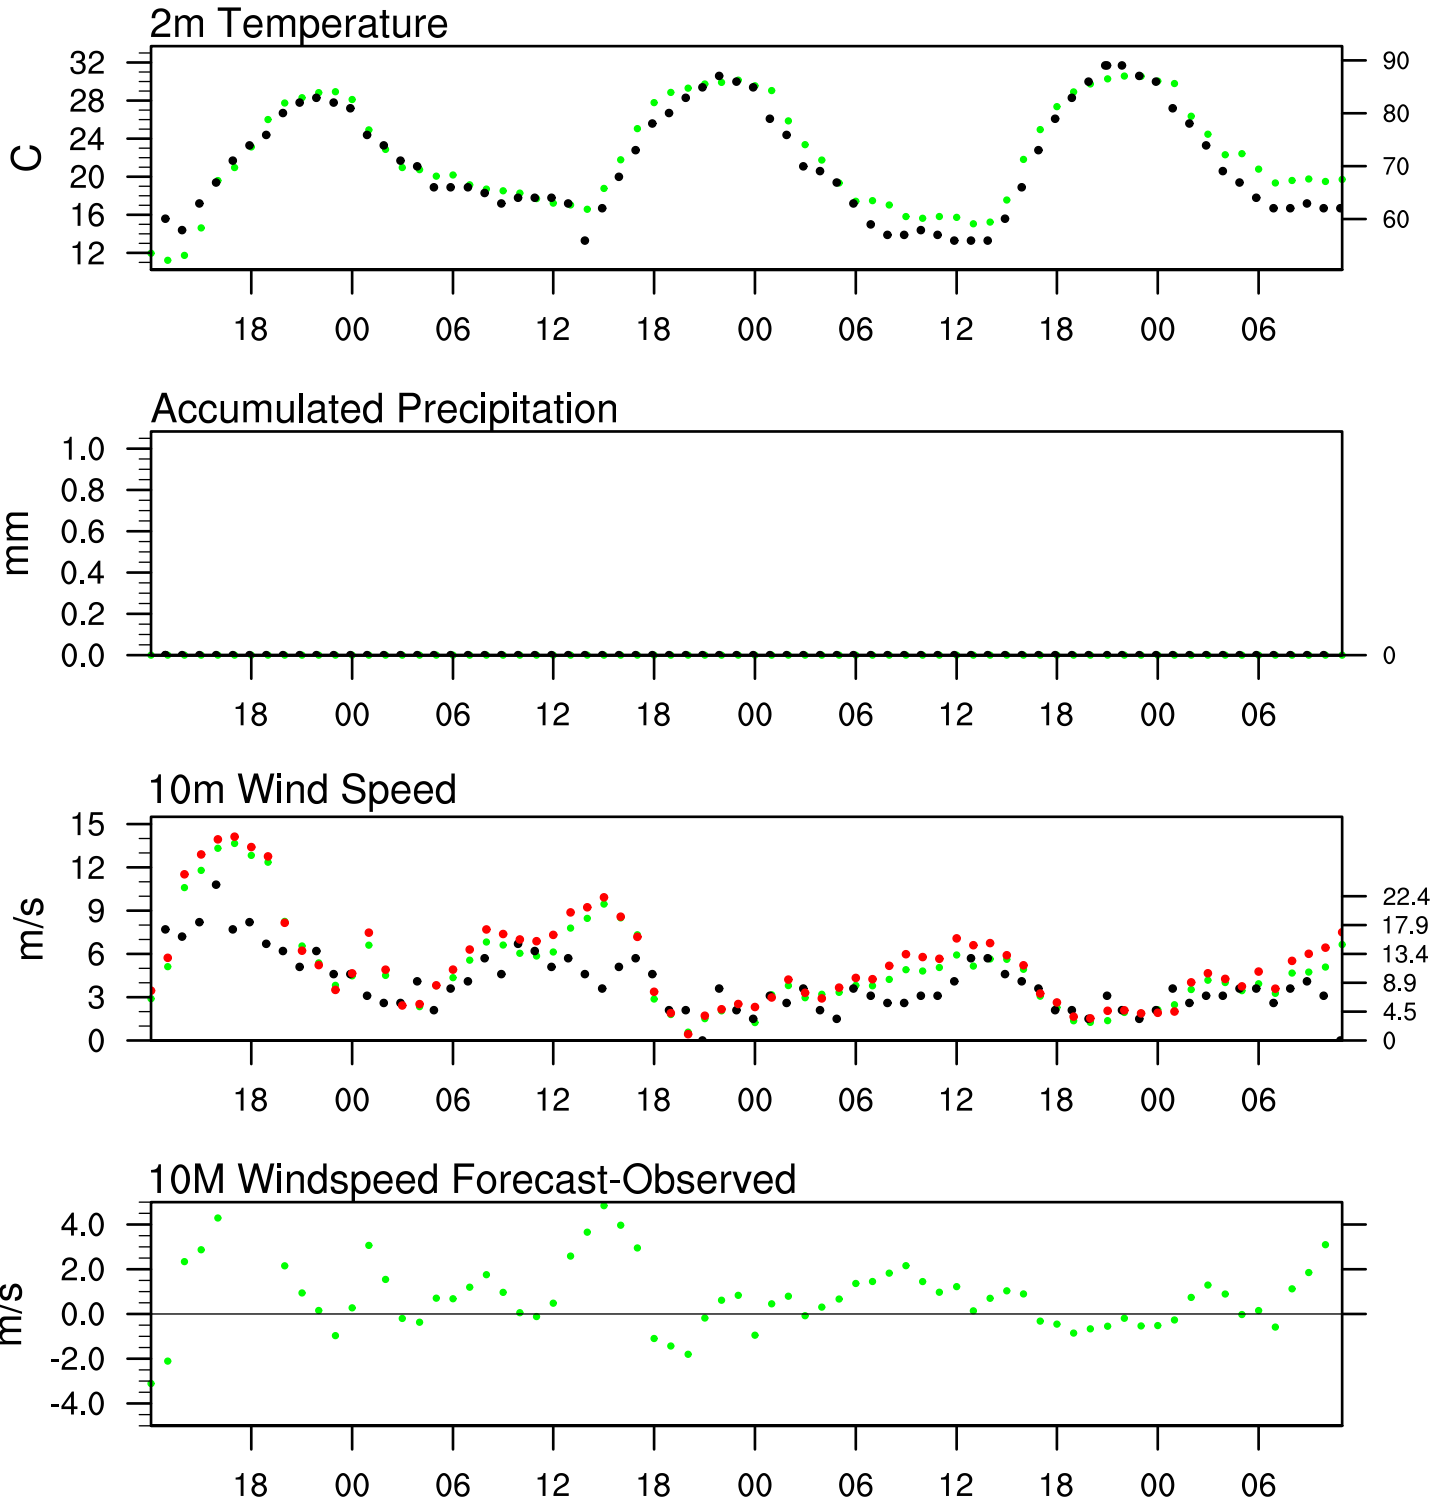 2m Temperature
32
28
24
20
16
12
C
90
80
70
60
18 00 06 12 18 00 06 12 18 00 06
Accumulated Precipitation
1.0
0.8
0.6
0.4
0.2
0.0
mm
0
18 00 06 12 18 00 06 12 18 00 06
10m Wind Speed
15
12
9
6
3
0
m/s
22.4
17.9
13.4
8.9
4.5
0
18 00 06 12 18 00 06 12 18 00 06
10M Windspeed Forecast-Observed
4.0
2.0
0.0
-2.0
-4.0
m/s
18 00 06 12 18 00 06 12 18 00 06